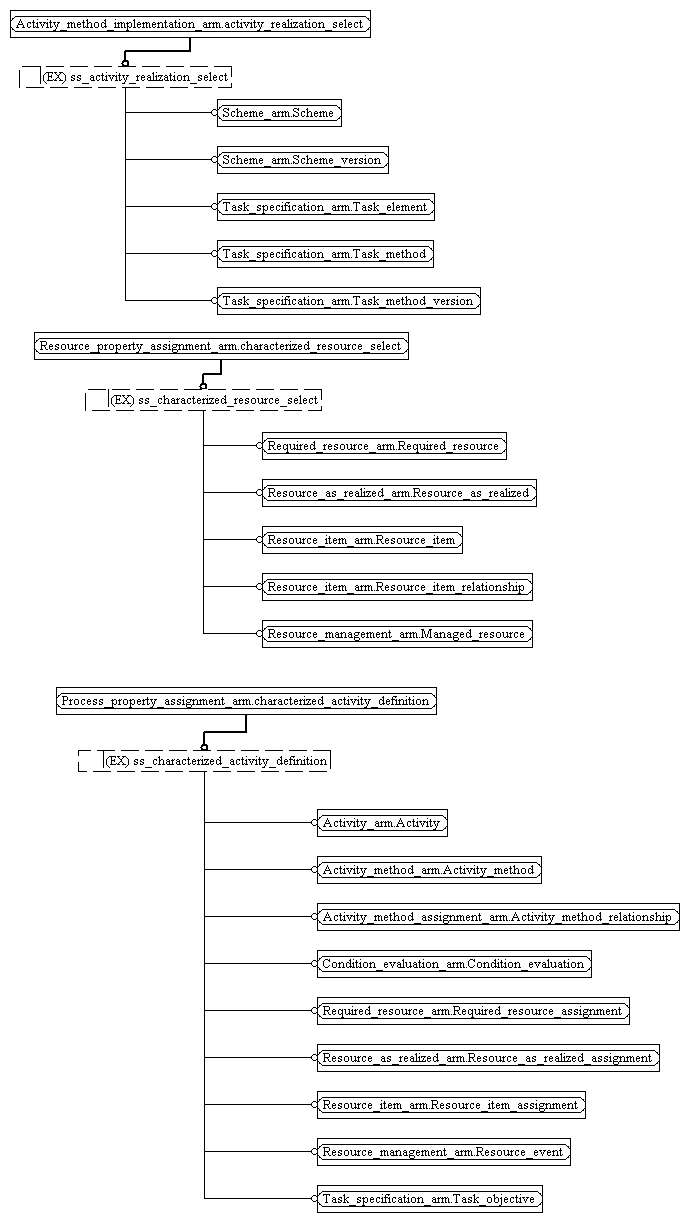 Activity_method_implementation_arm.activity_realization_select
(EX) ss_activity_realization_select
Scheme_arm.Scheme
Scheme_arm.Scheme_version
Task_specification_arm.Task_element
Task_specification_arm.Task_method
Task_specification_arm.Task_method_version
Resource_property_assignment_arm.characterized_resource_select
(EX) ss_characterized_resource_select
Required_resource_arm.Required_resource
Resource_as_realized_arm.Resource_as_realized
Resource_item_arm.Resource_item
Resource_item_arm.Resource_item_relationship
Resource_management_arm.Managed_resource
Process_property_assignment_arm.characterized_activity_definition
(EX) ss_characterized_activity_definition
Activity_arm.Activity
Activity_method_arm.Activity_method
Activity_method_assignment_arm.Activity_method_relationship
Condition_evaluation_arm.Condition_evaluation
Required_resource_arm.Required_resource_assignment
Resource_as_realized_arm.Resource_as_realized_assignment
Resource_item_arm.Resource_item_assignment
Resource_management_arm.Resource_event
Task_specification_arm.Task_objective